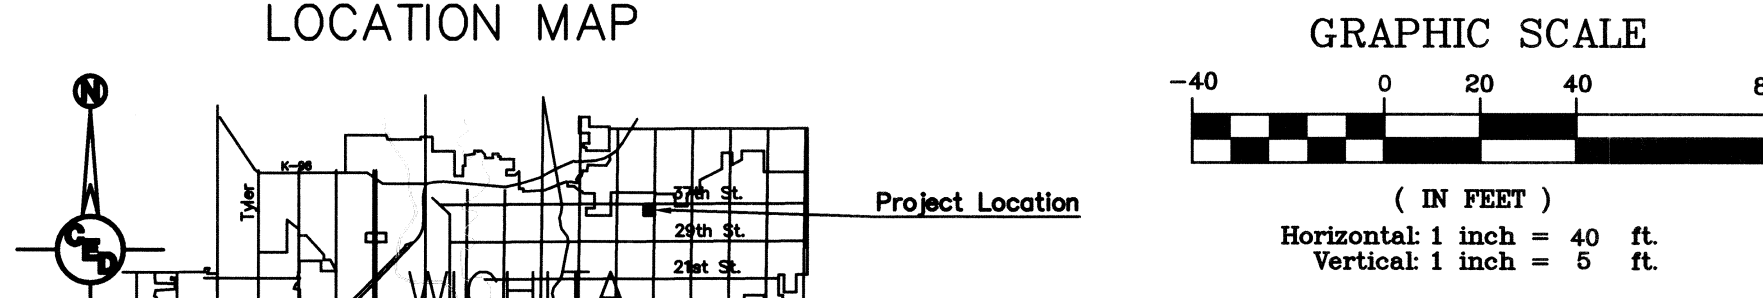 LOCATION MAP
N
K-96
Tyler
37th St.
Project Location
29th St.
21st St.
CED
GRAPHIC SCALE
-40 0 20 40
( IN FEET )
Horizontal: 1 inch = 40 ft.
Vertical: 1 inch = 5 ft.